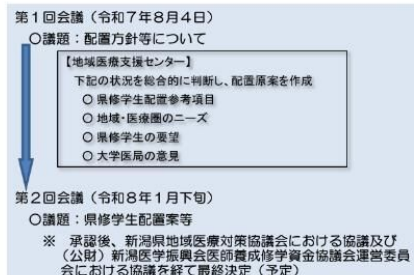 第1回会議（令和7年8月4日）
〇議題：配置方針等について
【地域医療支援センター】
下記の状況を総合的に判断し、配置原案を作成
〇 県修学生配置参考項目
〇 地域・医療圏のニーズ
〇 県修学生の要望
〇 大学医局の意見
第2回会議（令和8年1月下旬）
〇議題：県修学生配置案等
※　承認後、新潟県地域医療対策協議会における協議及び
（公財）新潟医学振興会医師養成修学資金協議会運営委員
会における協議を経て最終決定（予定）